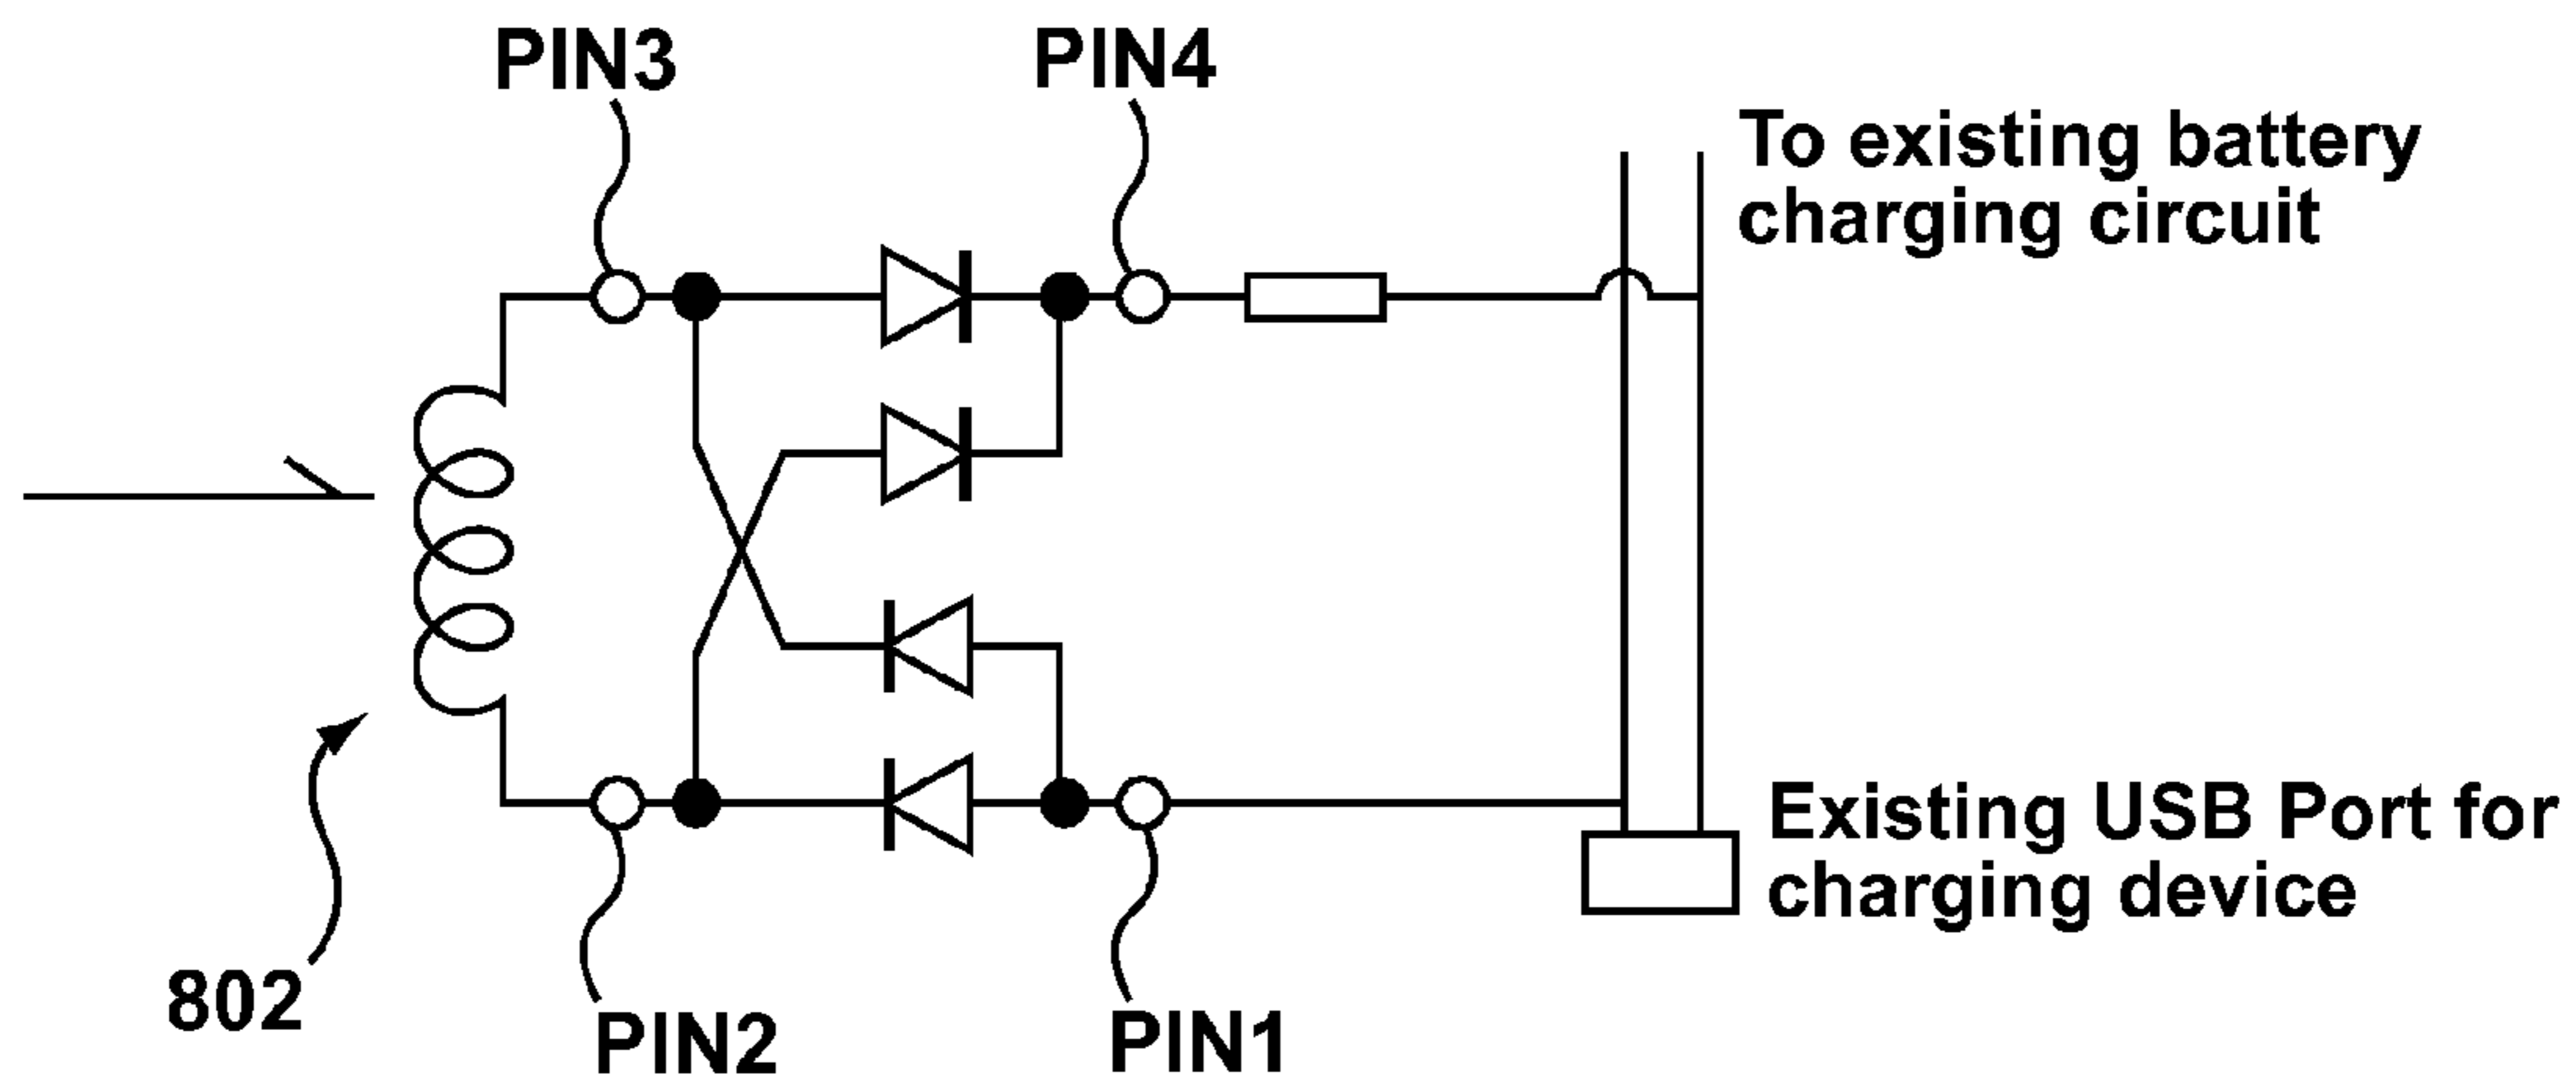 PIN3
PIN4
To existing battery
charging circuit
Existing USB Port for
charging device
802
PIN2
PIN1